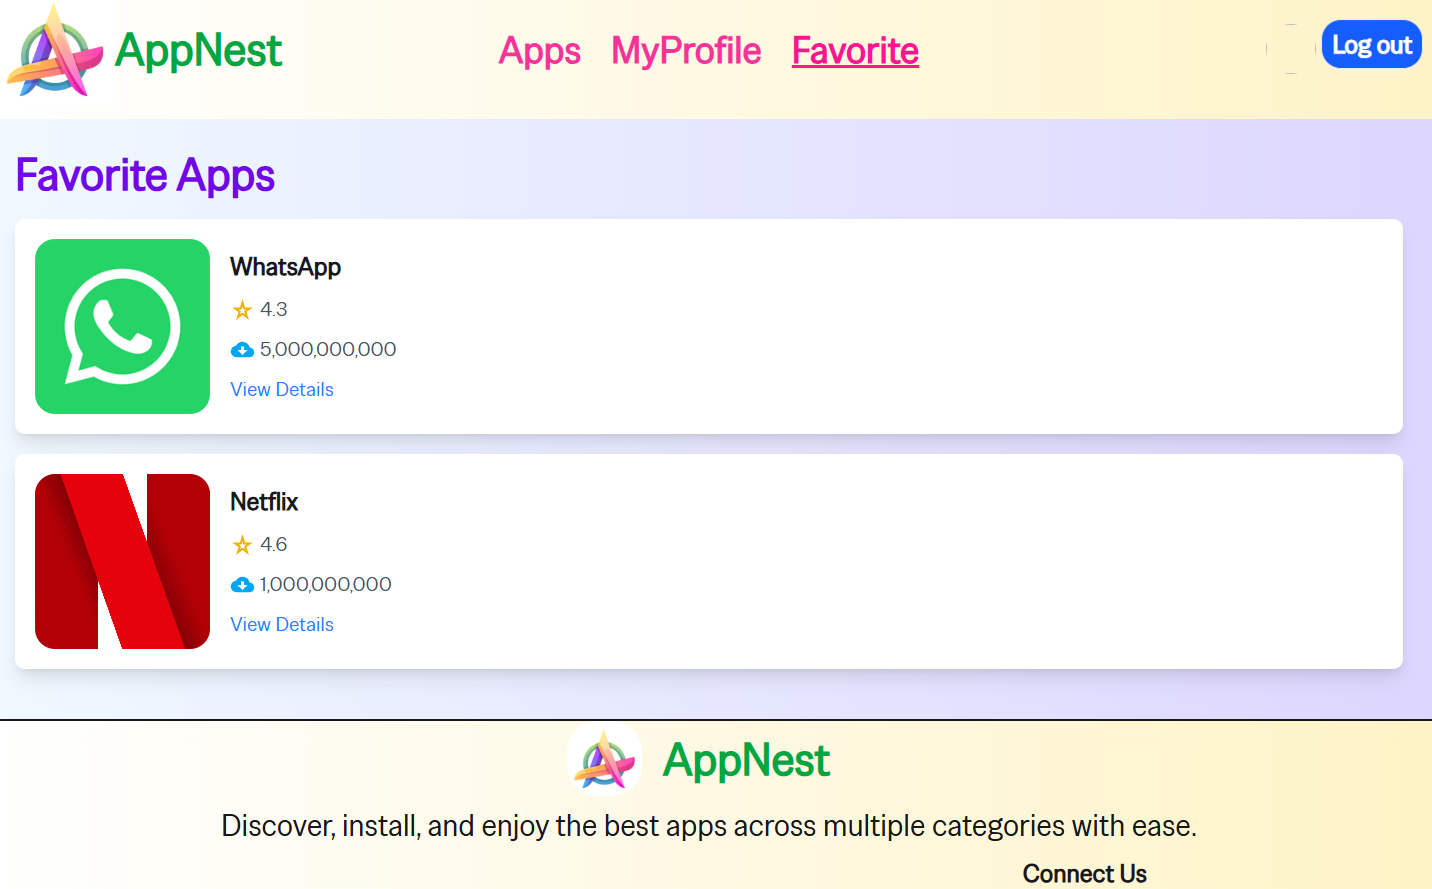 AppNest
Apps MyProfile Favorite
Log out
Favorite Apps
WhatsApp
4.3
5,000,000,000
View Details
Netflix
4.6
1,000,000,000
View Details
AppNest
Discover, install, and enjoy the best apps across multiple categories with ease.
Connect Us